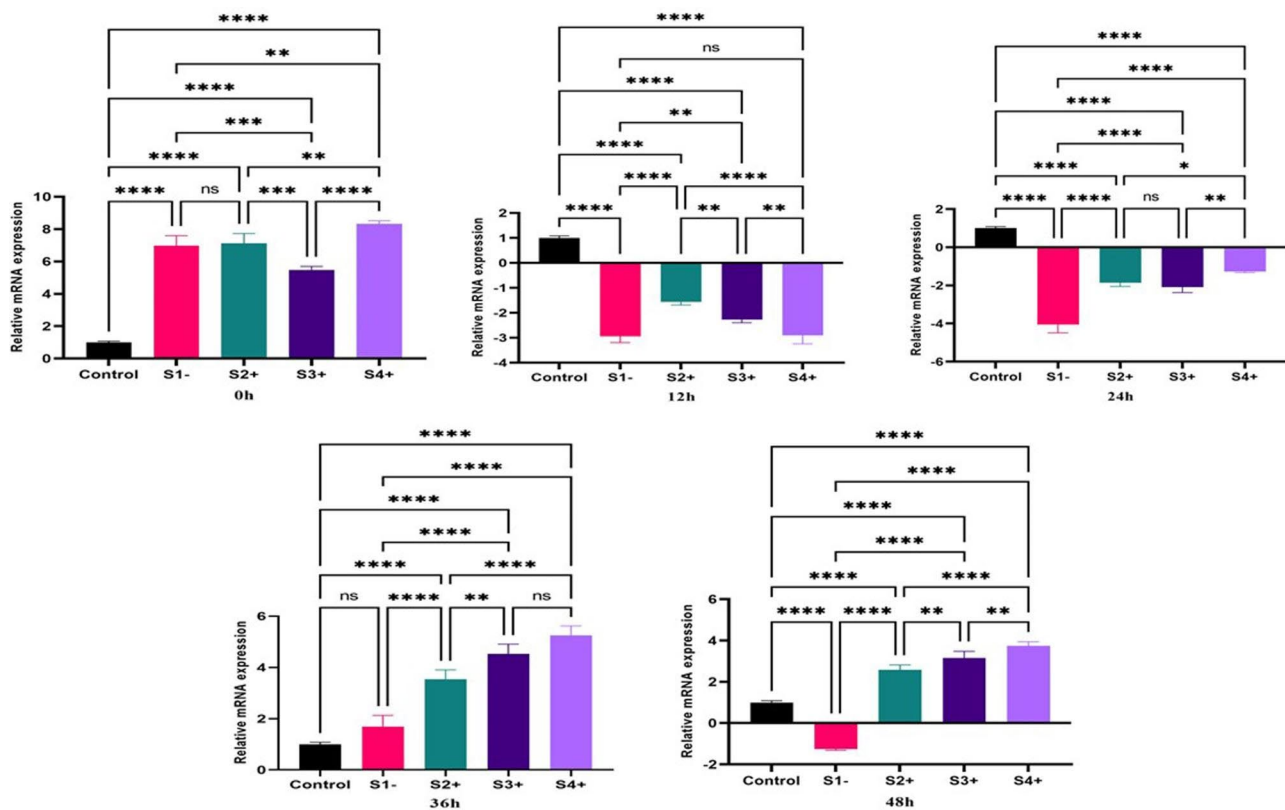 ****
**
****
***
**** **
**** ns *** ****
Relative mRNA expression
10
8
6
4
2
0
Control S1- S2+ S3+ S4+
0h
****
ns
****
**
****
**** ****
**** ** **
Relative mRNA expression
2
1
0
-1
-2
-3
-4
Control S1- S2+ S3+ S4+
12h
****
****
****
****
**** *
**** **** ns **
Relative mRNA expression
2
0
-2
-4
-6
Control S1- S2+ S3+ S4+
24h
****
****
****
****
**** ****
ns **** ** ns
Relative mRNA expression
6
4
2
0
Control S1- S2+ S3+ S4+
36h
****
****
****
****
**** ****
**** **** ** **
Relative mRNA expression
6
4
2
0
-2
Control S1- S2+ S3+ S4+
48h